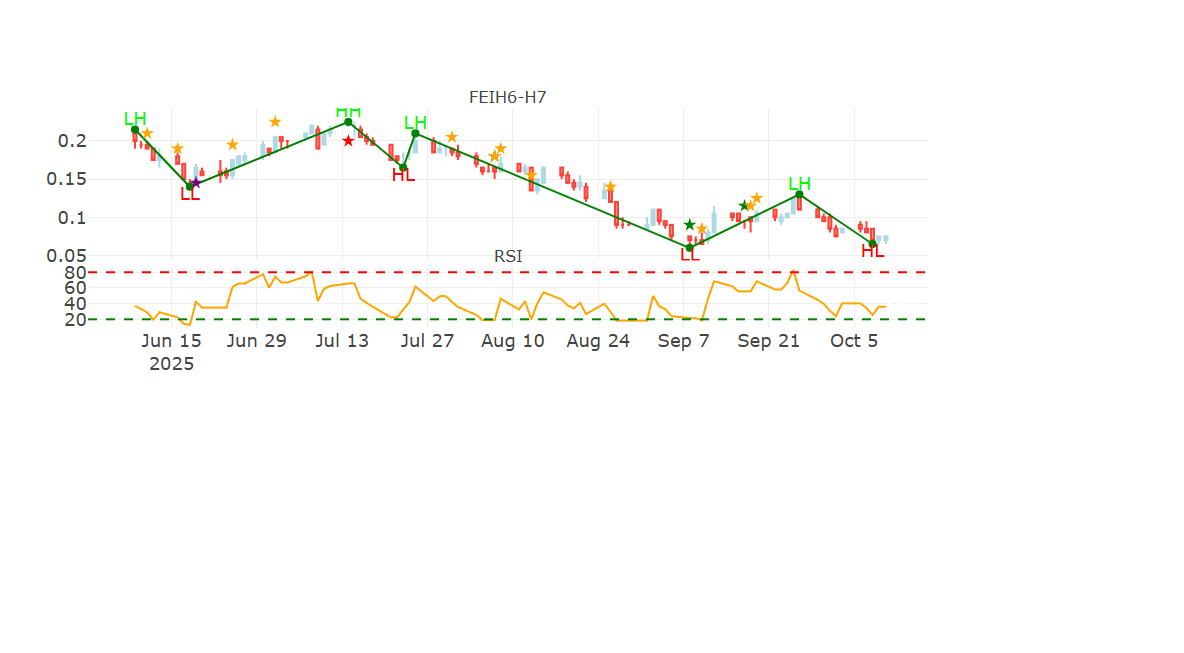 FEIH6-H7
LH
HH
LH
0.2
0.15
HL
LL
LH
0.1
0.05
LL
HL
RSI
80
60
40
20
Jun 15
2025
Jun 29
Jul 13
Jul 27
Aug 10
Aug 24
Sep 7
Sep 21
Oct 5